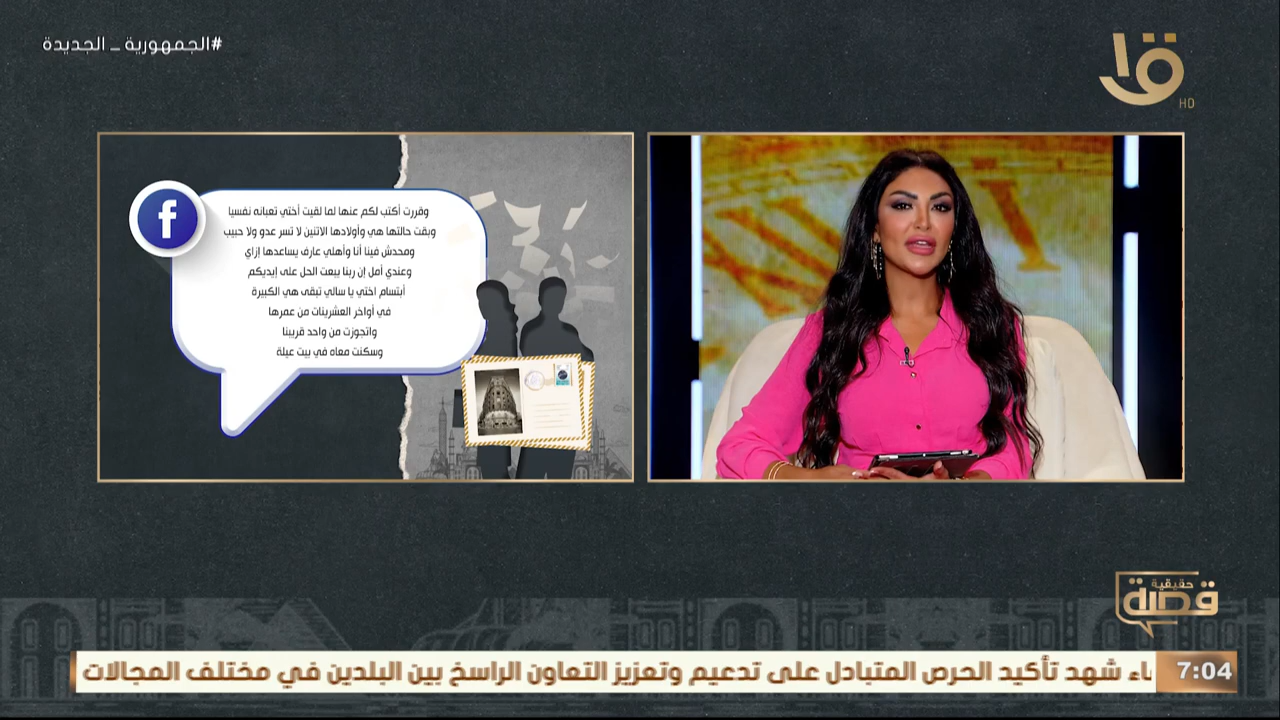 #الجمهورية _ الجديدة
HD
وقررت أكتب لكم عنها لما لقيت أختي تعبانه نفسيا
وبقت حالتها هي وأولادها الاتنين لا تسر عدو ولا حبيب
ومحدش فينا أنا وأهلي عارف يساعدها إزاي
وعندي أمل إن ربنا يبعت الحل على إيديكم
أبتسام اختي يا سالي تبقى هي الكبيرة
في أواخر العشرينات من عمرها
واتجوزت من واحد قريبنا
وسكنت معاه في بيت عيلة
قصة
حقيقية
7:04
اء شهد تأكيد الحرص المتبادل على تدعيم وتعزيز التعاون الراسخ بين البلدين في مختلف المجالات